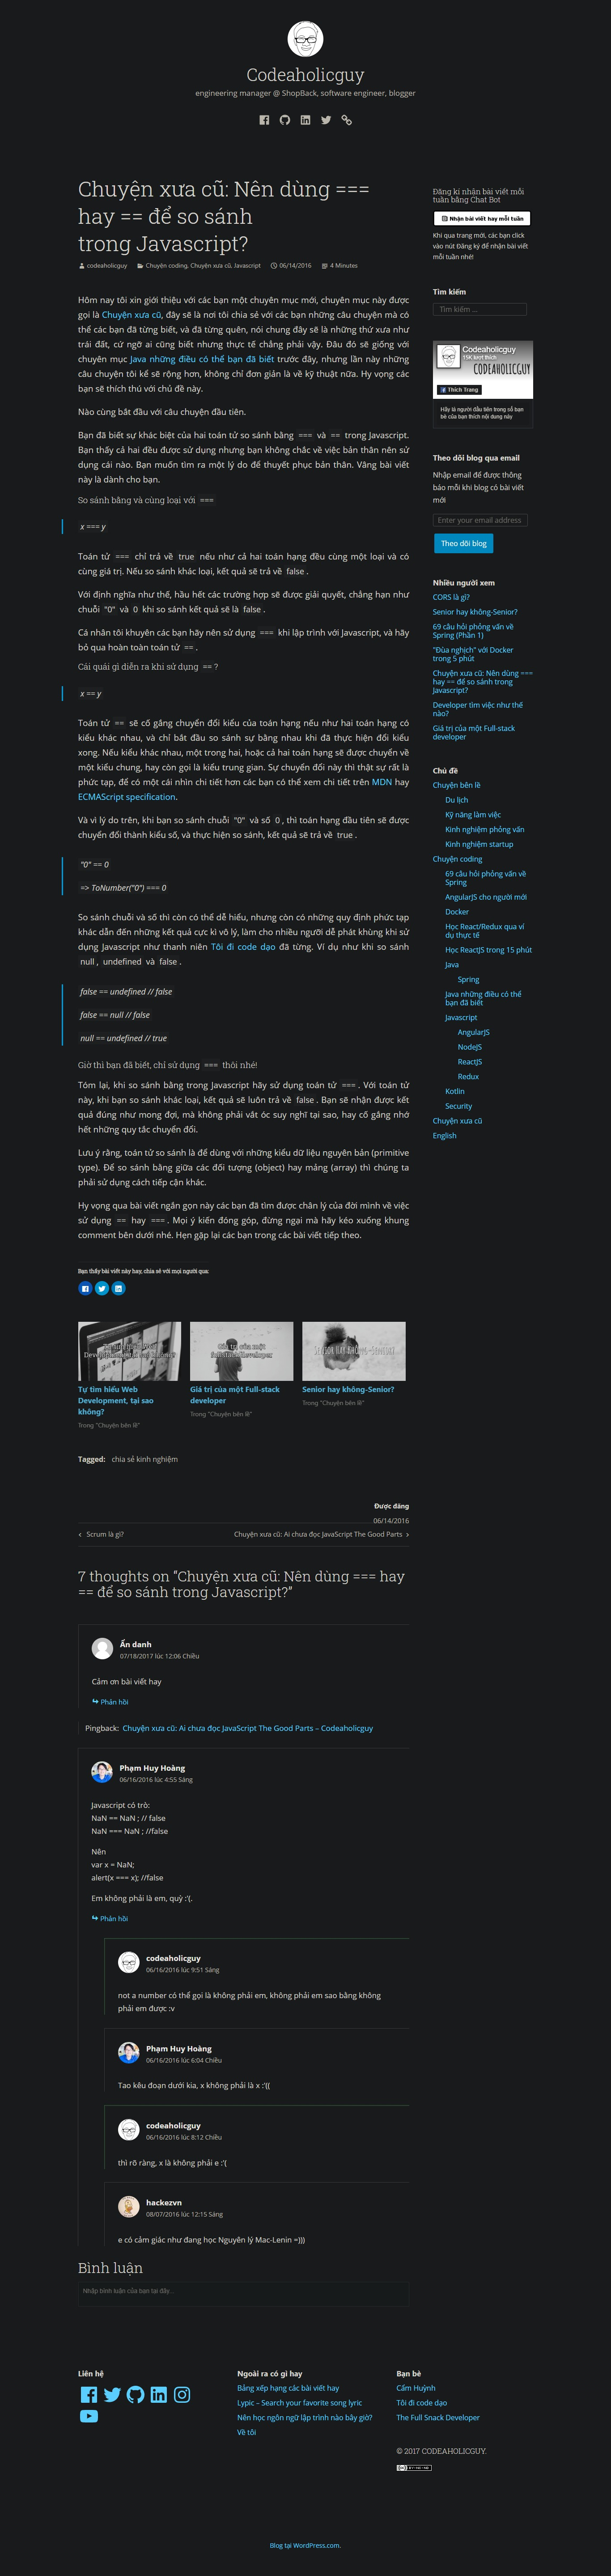 Codeaholicguy
engineering manager @ ShopBack, software engineer, blogger
Chuyện xưa cũ: Nên dùng ===
hay == để so sánh
trong Javascript?
codeaholicguy Chuyện coding, Chuyện xưa cũ, Javascript 06/14/2016 4 Minutes
Hôm nay tôi xin giới thiệu với các bạn một chuyên mục mới, chuyên mục này được
gọi là Chuyện xưa cũ, đây sẽ là nơi tôi chia sẻ với các bạn những câu chuyện có thể
các bạn đã từng biết, và đã từng quên, nói chung đây sẽ là những thứ xưa như
trái đất, cứ ngỡ ai cũng biết nhưng thực tế chẳng phải vậy. Đâu đó sẽ giống với
chuyên mục Java những điều có thể bạn đã biết trước đây, nhưng lần này những
câu chuyện tôi kể sẽ rộng hơn, không chỉ đơn giản là về kỹ thuật nữa. Hy vọng các
bạn sẽ thích thú với chủ đề này.
Nào cùng bắt đầu với câu chuyện đầu tiên.
Bạn đã biết sự khác biệt của hai toán tử so sánh bằng === và == trong Javascript.
Bạn thấy cả hai đều được sử dụng nhưng bạn không chắc về việc bản thân nên sử
dụng cái nào. Bạn muốn tìm ra một lý do để thuyết phục bản thân. Vâng bài viết
này là dành cho bạn.
So sánh bằng và cùng loại với ===
x === y
Toán tử === chỉ trả về true nếu như cả hai toán hạng đều cùng một loại và có
cùng giá trị. Nếu so sánh khác loại, kết quả sẽ trả về false.
Với định nghĩa như thế, hầu hết các trường hợp sẽ được giải quyết, chẳng hạn như
chuỗi "0" và 0 khi so sánh kết quả sẽ là false.
Cá nhân tôi khuyên các bạn hãy nên sử dụng === khi lập trình với Javascript, và hãy
bỏ qua hoàn toàn toán tử ==.
Cái quái gì diễn ra khi sử dụng ==?
x == y
Toán tử == sẽ cố gắng chuyển đổi kiểu của toán hạng nếu như hai toán hạng có
kiểu khác nhau, và chỉ bắt đầu so sánh bằng sau khi hành động chuyển đổi kiểu
xong. Nếu kiểu khác nhau, một trong hai, hoặc cả hai toán hạng sẽ được chuyển về
một kiểu chung, hay còn gọi là kiểu trung gian. Sự chuyển đổi này thì thật sự rất là
phức tạp, để có một cái nhìn chi tiết hơn các bạn có thể xem chi tiết trên MDN hay
ECMAScript specification.
Và vì lý do trên, khi bạn so sánh chuỗi "0" và số 0, thì toán hạng đầu tiên sẽ được
chuyển đổi thành kiểu số, và thực hiện so sánh, kết quả sẽ trả về true.
"0" == 0
=> ToNumber("0") === 0
So sánh chuỗi và số thì còn có thể dễ hiểu, nhưng còn có những quy định phức tạp
khác dẫn đến những kết quả cực kì vô lý, làm cho nhiều người dễ phát khùng khi sử
dụng Javascript như thanh niên Tôi đi code dạo đã từng. Ví dụ như khi so sánh
null, undefined và false.
false == undefined // false
false == null // false
null == undefined // true
Giờ thì bạn đã biết, chỉ sử dụng === thôi nhé!
Tóm lại, khi so sánh bằng trong Javascript hãy sử dụng toán tử ===. Với toán tử
này, khi bạn so sánh khác loại, kết quả sẽ luôn trả về false. Bạn sẽ nhận được kết
quả đúng như mong đợi, mà không phải vắt óc suy nghĩ tại sao, hay cố gắng nhớ
hết những quy tắc chuyển đổi.
Lưu ý rằng, toán tử so sánh là để dùng với những kiểu dữ liệu nguyên bản (primitive
type). Để so sánh bằng giữa các đối tượng (object) hay mảng (array) thì chúng ta
phải sử dụng cách tiếp cận khác.
Hy vọng qua bài viết ngắn gọn này các bạn đã tìm được chân lý của đời mình về việc
sử dụng == hay ===. Mọi ý kiến đóng góp, đừng ngại mà hãy kéo xuống khung
comment bên dưới nhé. Hẹn gặp lại các bạn trong các bài viết tiếp theo.
Bạn thấy bài viết này hay, chia sẻ với mọi người qua:
Tự tìm hiểu Web
Development, tại sao
không?
Trong "Chuyện bên lề"
Giá trị của một Full-stack
developer
Trong "Chuyện bên lề"
Senior hay không-Senior?
Trong "Chuyện bên lề"
Tagged: chia sẻ kinh nghiệm
Được đăng
06/14/2016
‹ Scrum là gì?
Chuyện xưa cũ: Ai chưa đọc JavaScript The Good Parts ›
7 thoughts on “Chuyện xưa cũ: Nên dùng === hay
== để so sánh trong Javascript?”
Ẩn danh
07/18/2017 lúc 12:06 Chiều
Cảm ơn bài viết hay
Phản hồi
Pingback: Chuyện xưa cũ: Ai chưa đọc JavaScript The Good Parts – Codeaholicguy
Phạm Huy Hoàng
06/16/2016 lúc 4:55 Sáng
Javascript có trò:
NaN == NaN ; // false
NaN === NaN ; //false
Nên
var x = NaN;
alert(x === x); //false
Em không phải là em, quỷ :'(.
Phản hồi
codeaholicguy
06/16/2016 lúc 9:51 Sáng
not a number có thể gọi là không phải em, không phải em sao bằng không
phải em được :v
Phạm Huy Hoàng
06/16/2016 lúc 6:04 Chiều
Tao kêu đoạn dưới kìa, x không phải là x :'((
codeaholicguy
06/16/2016 lúc 8:12 Chiều
thì rõ ràng, x là không phải e :'(
hackezvn
08/07/2016 lúc 12:15 Sáng
e có cảm giác như đang học Nguyên lý Mac-Lenin =)))
Bình luận
Nhập bình luận của bạn tại đây...
Đăng kí nhận bài viết mỗi
tuần bằng Chat Bot
Nhận bài viết hay mỗi tuần
Khi qua trang mới, các bạn click
vào nút Đăng ký để nhận bài viết
mỗi tuần nhé!
Tìm kiếm
Tìm kiếm ...
Codeaholicguy
15K lượt thích
CODEAHOLICGUY
Thích Trang
Hãy là người đầu tiên trong số bạn
bè của bạn thích nội dung này
Theo dõi blog qua email
Nhập email để được thông
báo mỗi khi blog có bài viết
mới
Enter your email address
Theo dõi blog
Nhiều người xem
CORS là gì?
Senior hay không-Senior?
69 câu hỏi phỏng vấn về
Spring (Phần 1)
"Đùa nghịch" với Docker
trong 5 phút
Chuyện xưa cũ: Nên dùng ===
hay == để so sánh trong
Javascript?
Developer tìm việc như thế
nào?
Giá trị của một Full-stack
developer
Chủ đề
Chuyện bên lề
Du lịch
Kỹ năng làm việc
Kinh nghiệm phỏng vấn
Kinh nghiệm startup
Chuyện coding
69 câu hỏi phỏng vấn về
Spring
AngularJS cho người mới
Docker
Học React/Redux qua ví
dụ thực tế
Học ReactJS trong 15 phút
Java
Spring
Java những điều có thể
bạn đã biết
Javascript
AngularJS
NodeJS
ReactJS
Redux
Kotlin
Security
Chuyện xưa cũ
English
Liên hệ
Ngoài ra có gì hay
Bảng xếp hạng các bài viết hay
Lypic – Search your favorite song lyric
Nên học ngôn ngữ lập trình nào bây giờ?
Về tôi
Bạn bè
Cẩm Huỳnh
Tôi đi code dạo
The Full Snack Developer
© 2017 CODEAHOLICGUY.
Blog tại WordPress.com.